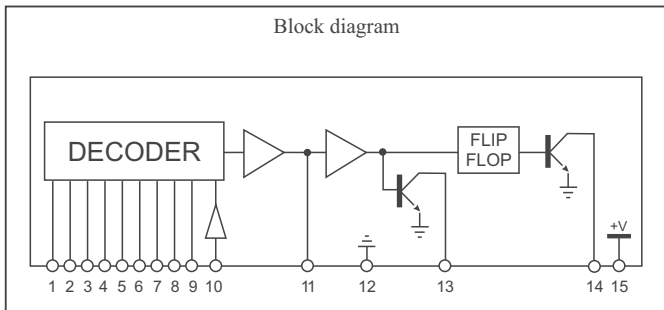 Block diagram
DECODER
FLIP
FLOP
+V
1 2 3 4 5 6 7 8 9 10 11 12 13 14 15